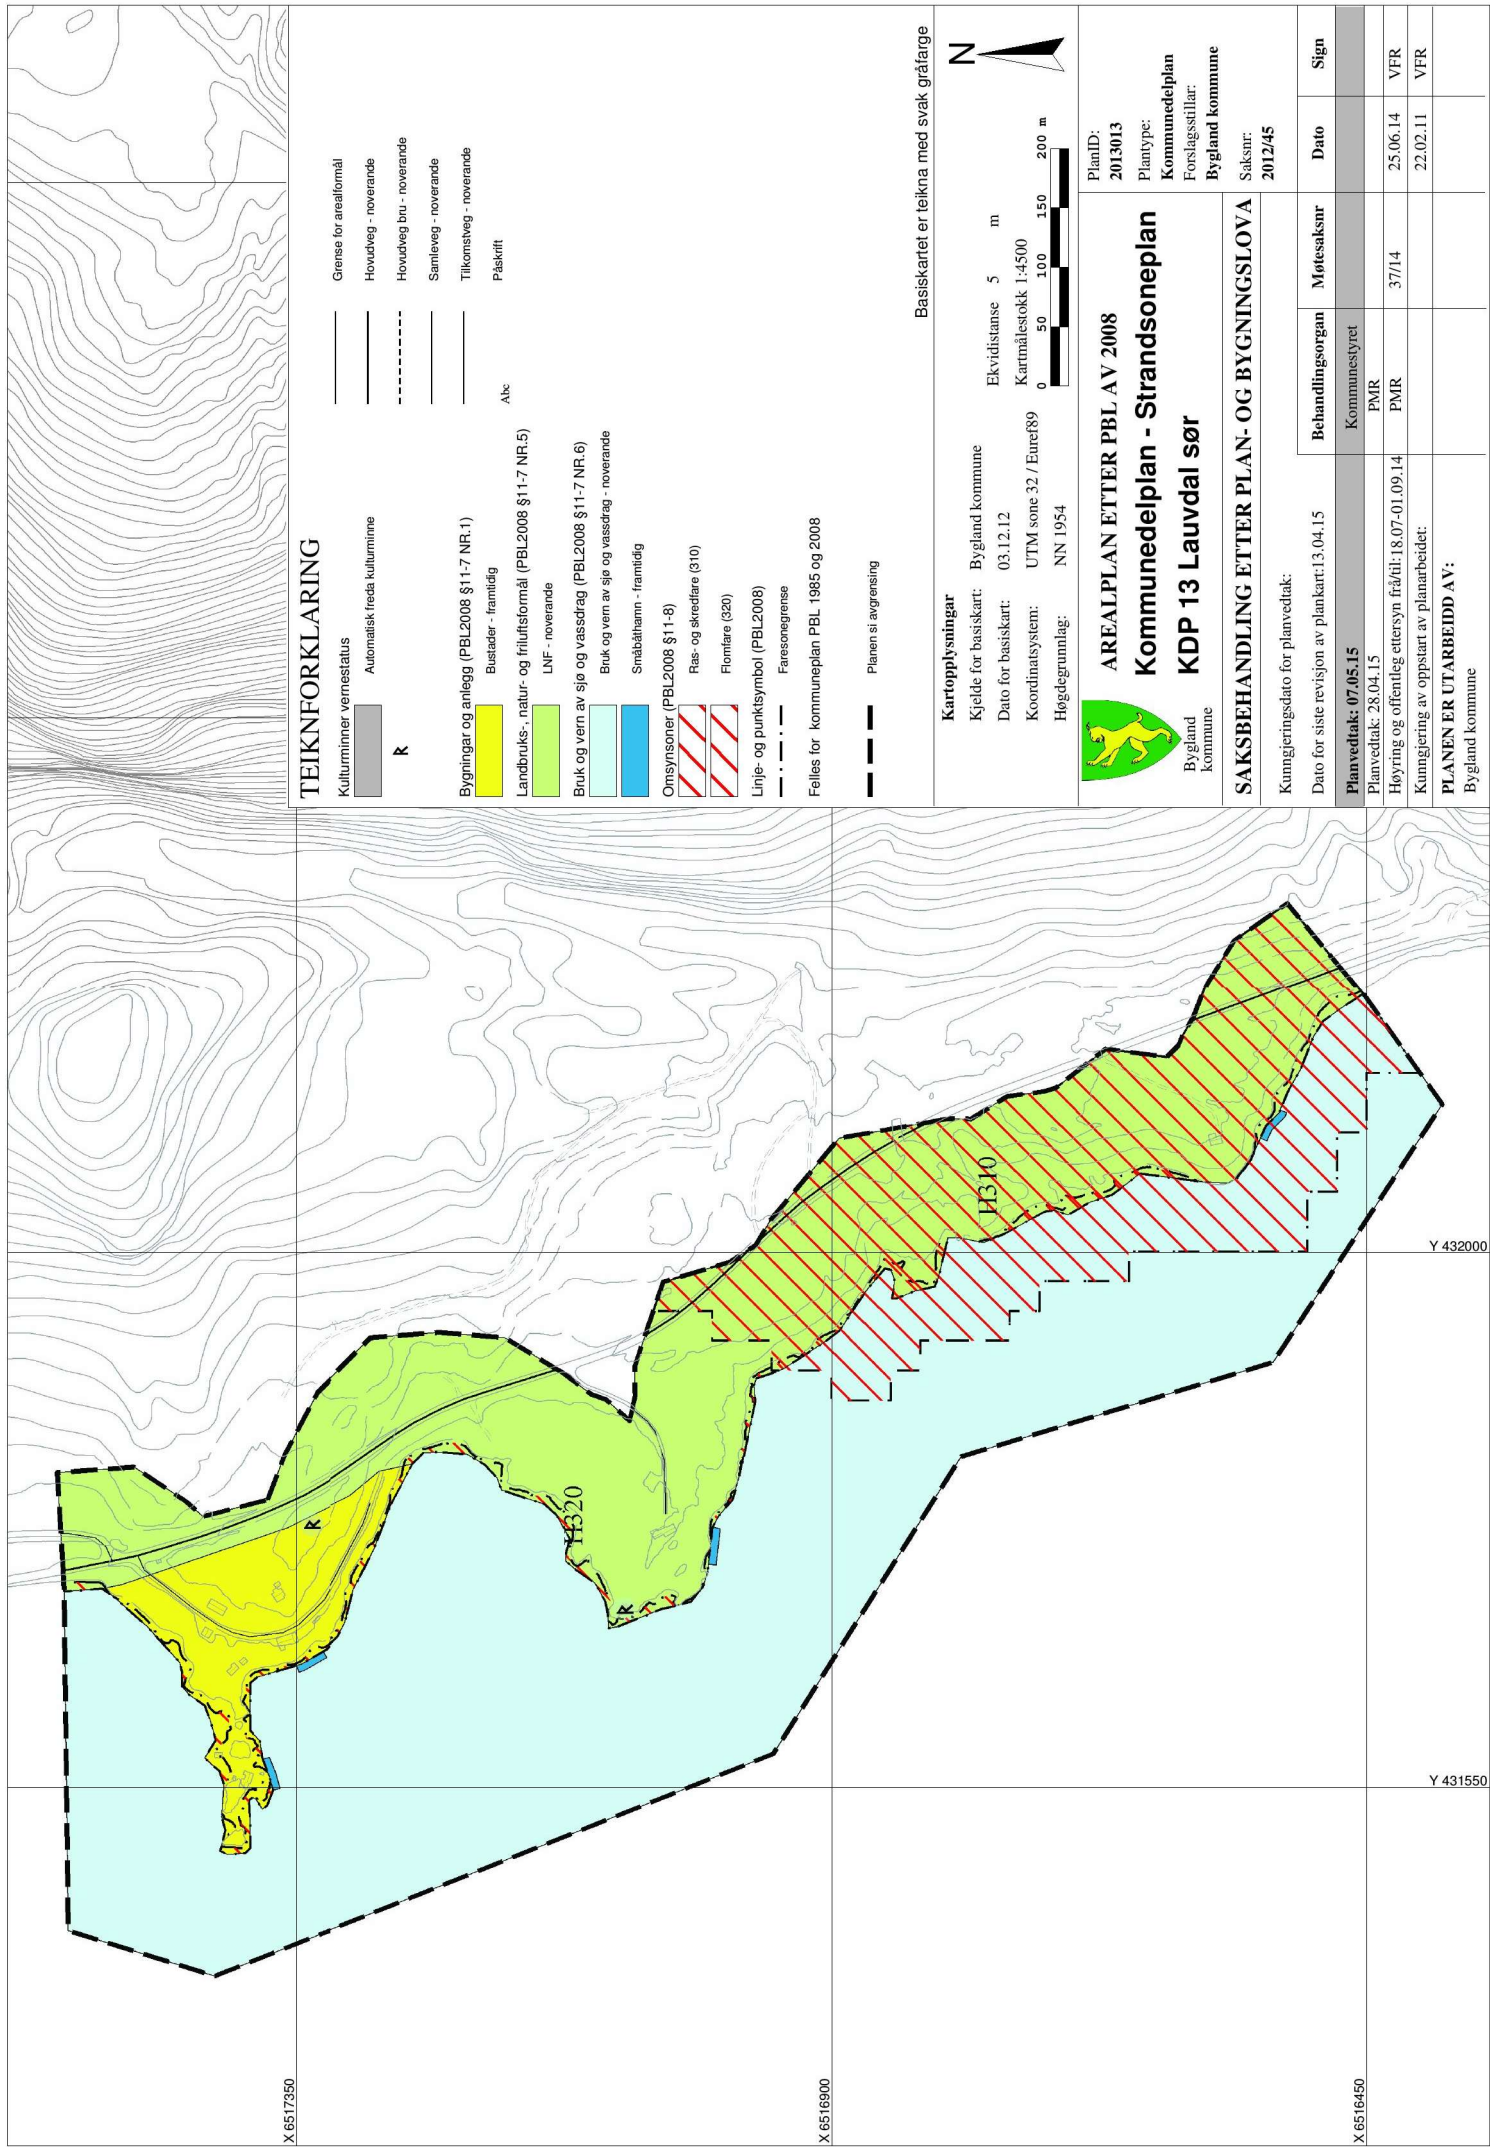 TEIKNFORKLARING
Kulturminner vernestatus
Automatisk freda kulturminne
R
Bygningar og anlegg (PBL2008 §11-7 NR.1)
Bustader - framtidig
Landbruks-, natur- og friluftsformål (PBL2008 §11-7 NR.5)
LNF - noverande
Bruk og vern av sjø og vassdrag (PBL2008 §11-7 NR.6)
Bruk og vern av sjø og vassdrag - noverande
Småbåthamn - framtidig
Omsynsoner (PBL2008 §11-8)
Ras- og skredfare (310)
Flomfare (320)
Linje- og punktsymbol (PBL2008)
Faresonegrense
Felles for kommuneplan PBL 1985 og 2008
Planen si avgrensing
Grense for arealformål
Hovudveg - noverande
Hovudveg bru - noverande
Samleveg - noverande
Tilkomstveg - noverande
Abc Påskrift
Basiskartet er teikna med svak gråfarge
Kartopplysningar
Kjelde for basiskart: Bygland kommune
Dato for basiskart: 03.12.12
Koordinatsystem: UTM sone 32 / Euref89
Høgdegrunnlag: NN 1954
Ekvidistanse 5 m
Kartmålestokk 1:4500
0 50 100 150 200 m
N
Bygland
kommune
AREALPLAN ETTER PBL AV 2008
Kommunedelplan - Strandsoneplan
KDP 13 Lauvdal sør
PlanID:
2013013
Plantype:
Kommunedelplan
Forslagsstillar:
Bygland kommune
SAKSBEHANDLING ETTER PLAN- OG BYGNINGSLOVA
Saksnr:
2012/45
Kunngjeringsdato for planvedtak:
Dato for siste revisjon av plankart:13.04.15
Behandlingsorgan Møtesaksnr Dato Sign
Planvedtak: 07.05.15 Kommunestyret
Planvedtak: 28.04.15 PMR
Høyring og offentleg ettersyn frå/til:18.07-01.09.14 PMR 37/14 25.06.14 VFR
Kunngjering av oppstart av planarbeidet: 22.02.11 VFR
PLANEN ER UTARBEIDD AV:
Bygland kommune
R
R
H320
H310
X 6517350
X 6516900
X 6516450
Y 432000
Y 431550